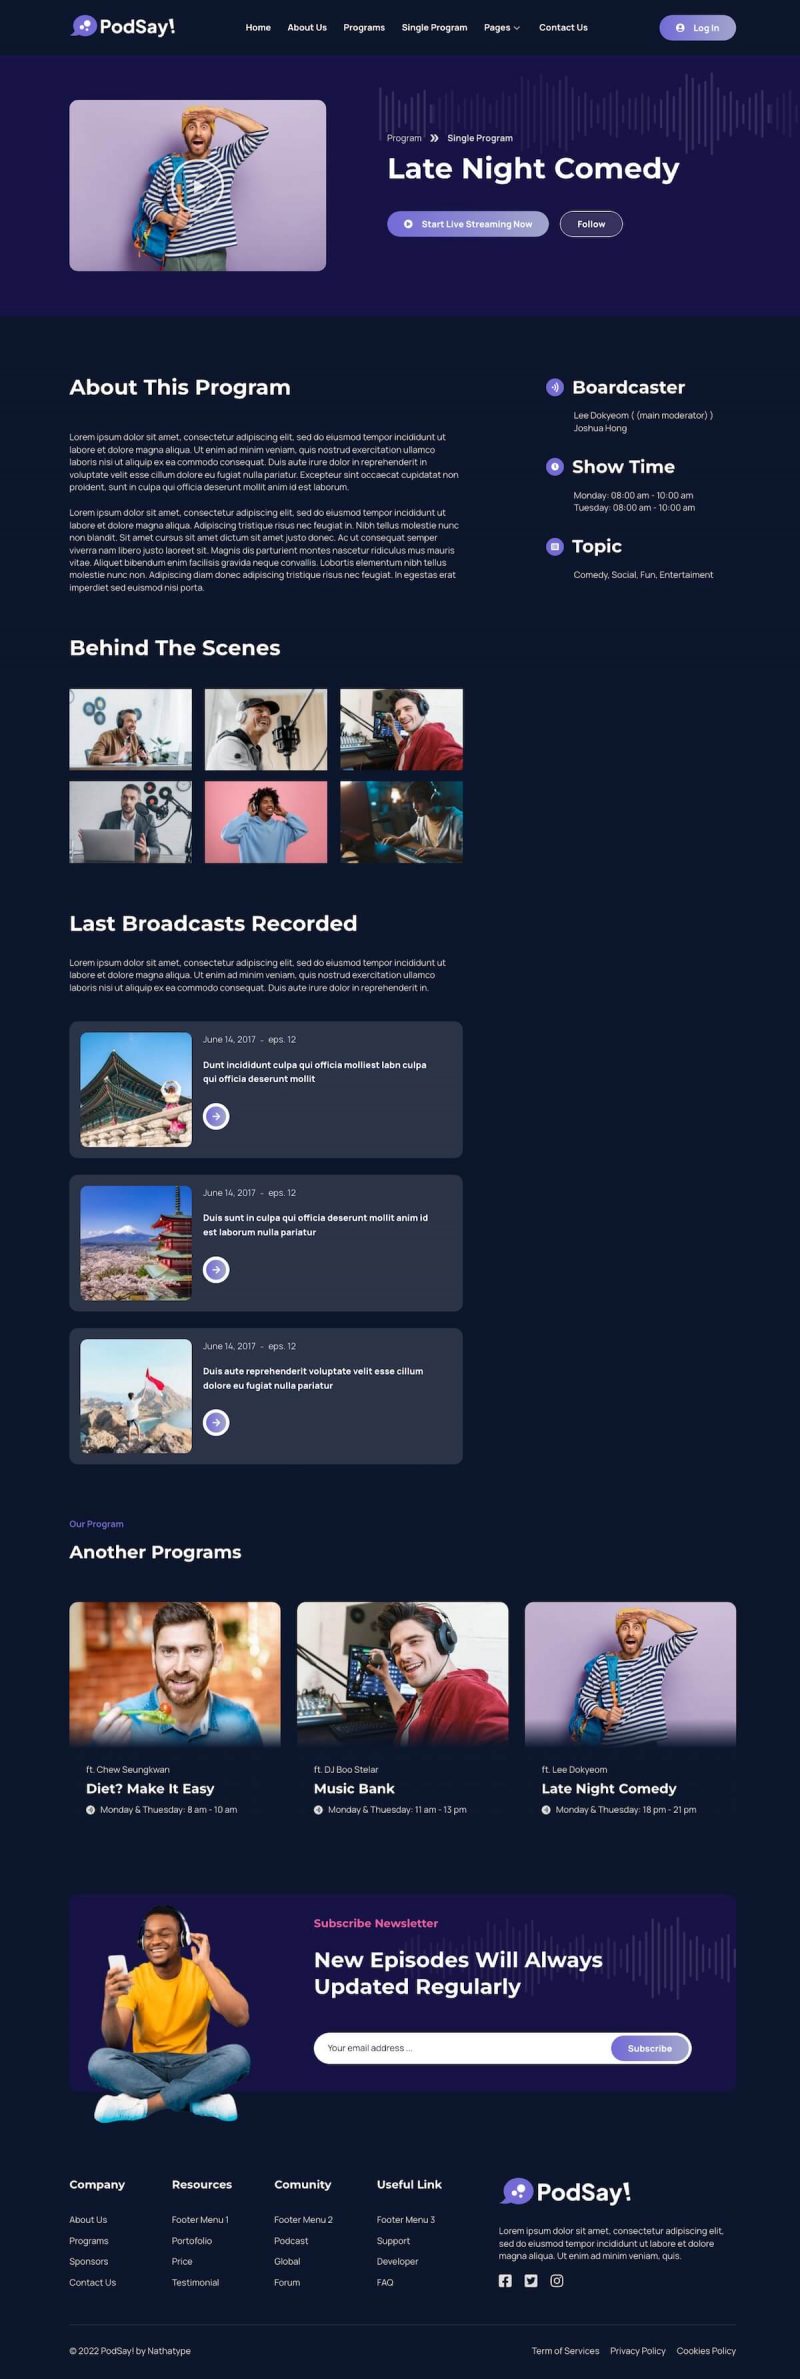 PodSay!
Home About Us Programs Single Program Pages Contact Us
Log In
Program Single Program
Late Night Comedy
Start Live Streaming Now Follow
About This Program
Lorem ipsum dolor sit amet, consectetur adipiscing elit, sed do eiusmod tempor incididunt ut
labore et dolore magna aliqua. Ut enim ad minim veniam, quis nostrud exercitation ullamco
laboris nisi ut aliquip ex ea commodo consequat. Duis aute irure dolor in reprehenderit in
voluptate velit esse cillum dolore eu fugiat nulla pariatur. Excepteur sint occaecat cupidatat non
proident, sunt in culpa qui officia deserunt mollit anim id est laborum.
Lorem ipsum dolor sit amet, consectetur adipiscing elit, sed do eiusmod tempor incididunt ut
labore et dolore magna aliqua. Adipiscing tristique risus nec feugiat in. Nibh tellus molestie nunc
non blandit. Sit amet cursus sit amet dictum sit amet justo donec. Ac ut consequat semper
viverra nam libero justo laoreet sit. Magnis dis parturient montes nascetur ridiculus mus mauris
vitae. Aliquet bibendum enim facilisis gravida neque convallis. Lobortis elementum nibh tellus
molestie nunc non. Adipiscing diam donec adipiscing tristique risus nec feugiat. In egestas erat
imperdiet sed euismod nisi porta.
Boardcaster
Lee Dokyeom ( (main moderator) )
Joshua Hong
Show Time
Monday: 08:00 am - 10:00 am
Tuesday: 08:00 am - 10:00 am
Topic
Comedy, Social, Fun, Entertaiment
Behind The Scenes
Last Broadcasts Recorded
Lorem ipsum dolor sit amet, consectetur adipiscing elit, sed do eiusmod tempor incididunt ut
labore et dolore magna aliqua. Ut enim ad minim veniam, quis nostrud exercitation ullamco
laboris nisi ut aliquip ex ea commodo consequat. Duis aute irure dolor in reprehenderit in.
June 14, 2017 - eps. 12
Dunt incididunt culpa qui officia molliest labn culpa
qui officia deserunt mollit
June 14, 2017 - eps. 12
Duis sunt in culpa qui officia deserunt mollit anim id
est laborum nulla pariatur
June 14, 2017 - eps. 12
Duis aute reprehenderit voluptate velit esse cillum
dolore eu fugiat nulla pariatur
Our Program
Another Programs
ft. Chew Seungkwan
Diet? Make It Easy
Monday & Thuesday: 8 am - 10 am
ft. DJ Boo Stelar
Music Bank
Monday & Thuesday: 11 am - 13 pm
ft. Lee Dokyeom
Late Night Comedy
Monday & Thuesday: 18 pm - 21 pm
Subscribe Newsletter
New Episodes Will Always
Updated Regularly
Your email address ... Subscribe
Company
About Us
Programs
Sponsors
Contact Us
Resources
Footer Menu 1
Portofolio
Price
Testimonial
Comunity
Footer Menu 2
Podcast
Global
Forum
Useful Link
Footer Menu 3
Support
Developer
FAQ
PodSay!
Lorem ipsum dolor sit amet, consectetur adipiscing elit,
sed do eiusmod tempor incididunt ut labore et dolore
magna aliqua. Ut enim ad minim veniam, quis.
© 2022 PodSay! by Nathatype
Term of Services Privacy Policy Cookies Policy